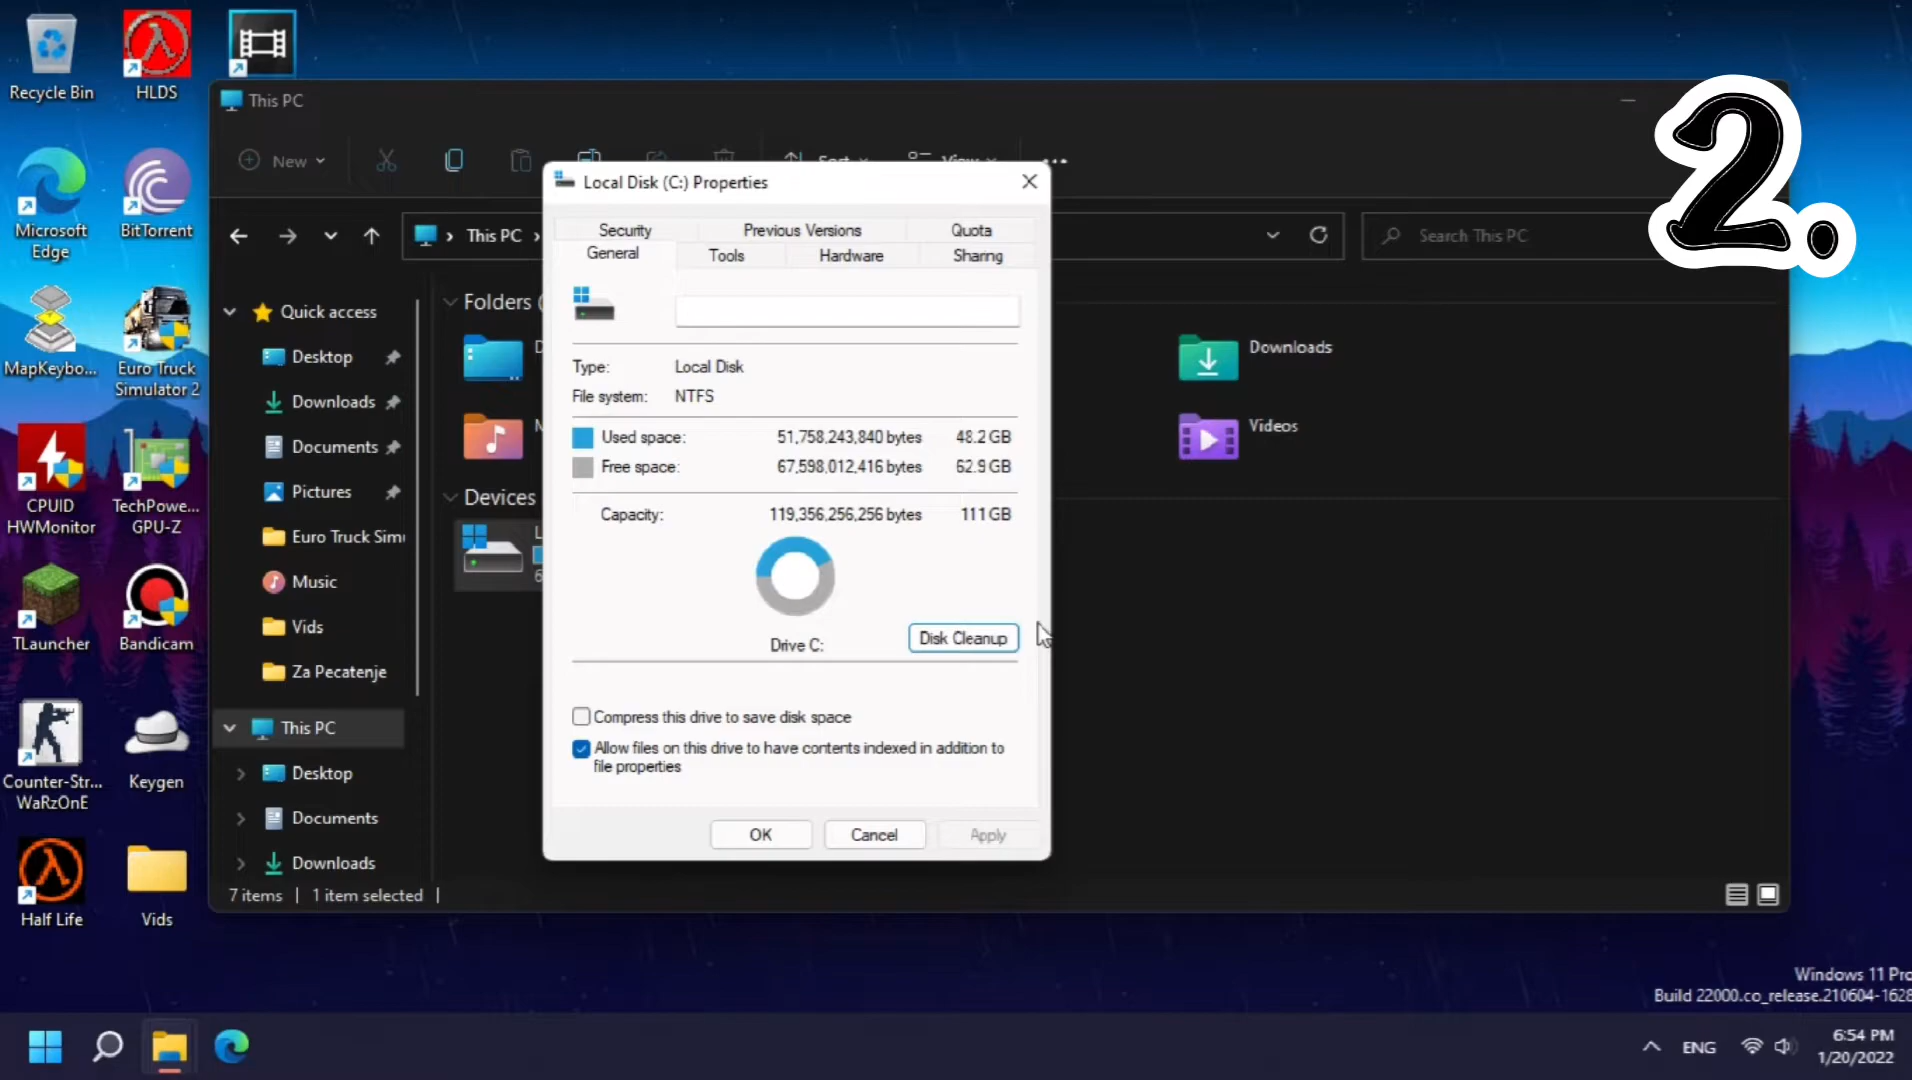 Recycle Bin
HLDS
This PC
2.
New
Sort
View
Local Disk (C:) Properties
Microsoft
Edge
BitTorrent
This PC
Search This PC
Security
Previous Versions
Quota
General
Tools
Hardware
Sharing
MapKeybo...
Euro Truck
Simulator 2
Quick access
Desktop
Downloads
Documents
Pictures
Euro Truck Simu
Music
Vids
Za Pecatenje
This PC
Desktop
Documents
Downloads
Folders (
Downloads
Videos
Devices
Type:
Local Disk
File system:
NTFS
Used space:
51,758,243,840 bytes
48.2 GB
Free space:
67,598,012,416 bytes
62.9 GB
Capacity:
119,356,256,256 bytes
111 GB
Drive C:
Disk Cleanup
Compress this drive to save disk space
Allow files on this drive to have contents indexed in addition to
file properties
OK
Cancel
Apply
CPUID
HWMonitor
TechPowe...
GPU-Z
TLauncher
Bandicam
Counter-Str...
WaRzOnE
Keygen
Half Life
Vids
7 items
1 item selected
Windows 11 Pro
Build 22000.co_release.210604-1628
ENG
6:54 PM
1/20/2022